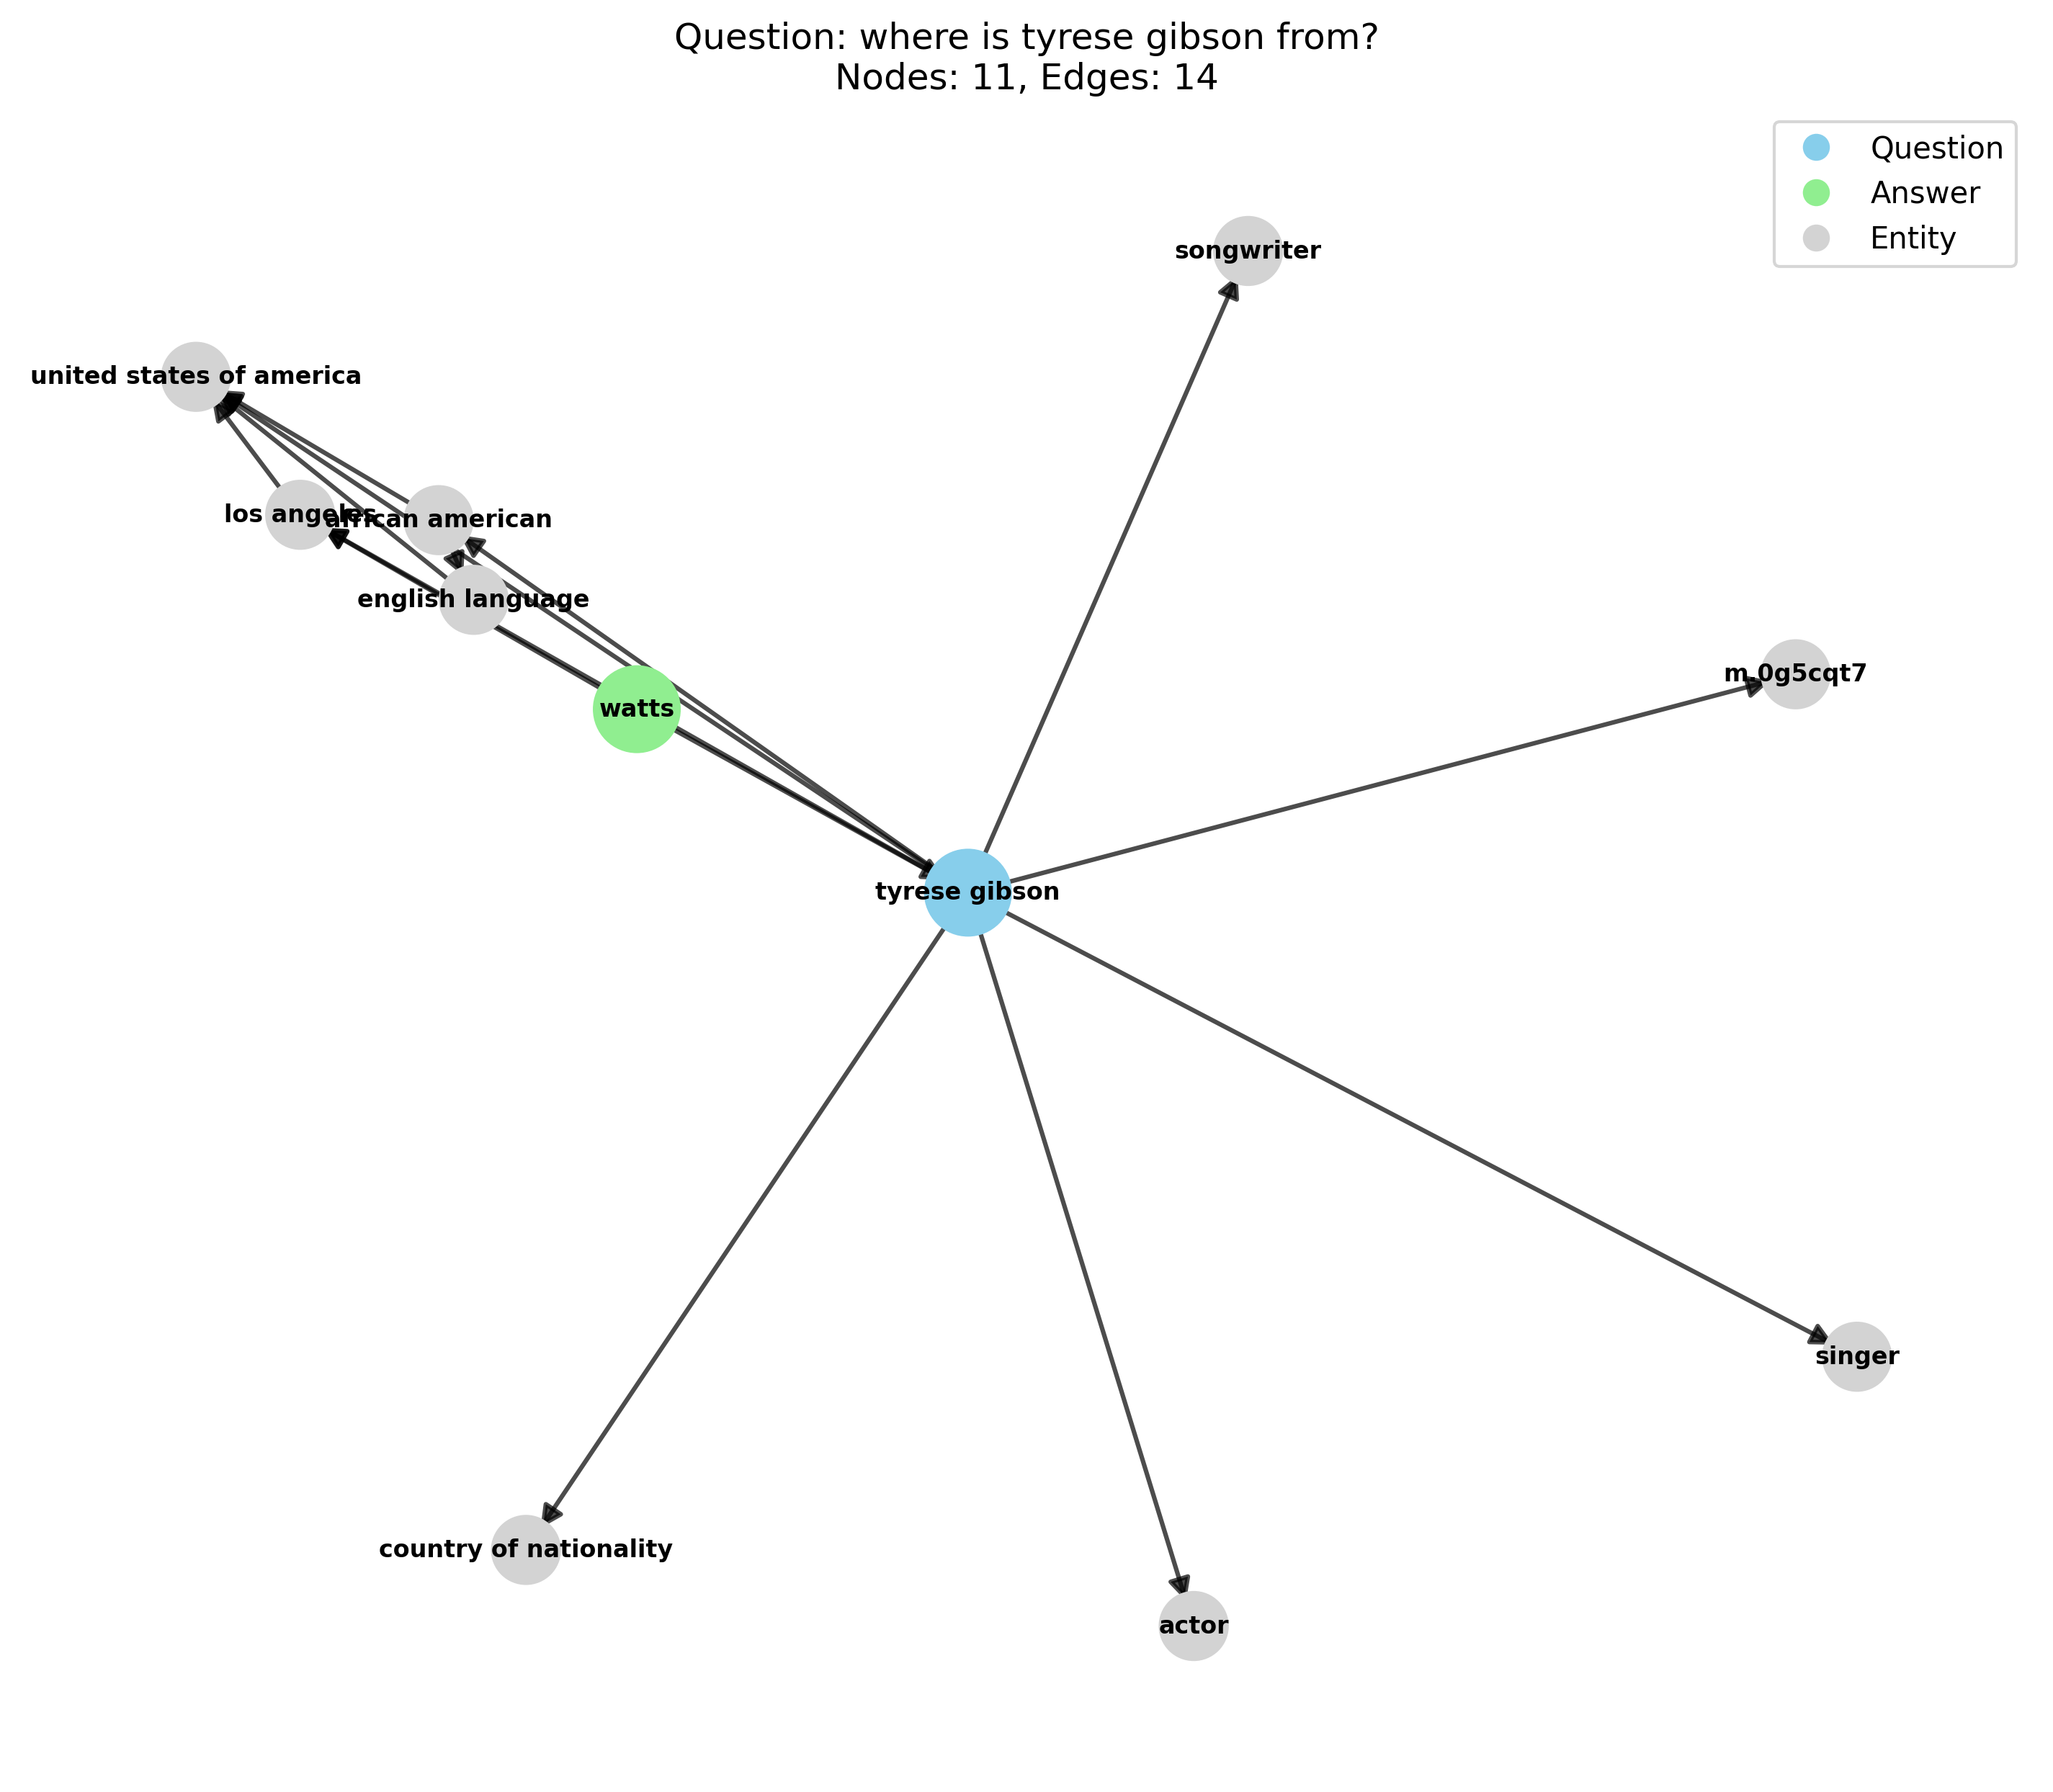 Question: where is tyrese gibson from?
Nodes: 11, Edges: 14
Question
Answer
Entity
songwriter
united states of america
los angeles
african american
english language
m.0g5cqt7
watts
tyrese gibson
singer
country of nationality
actor